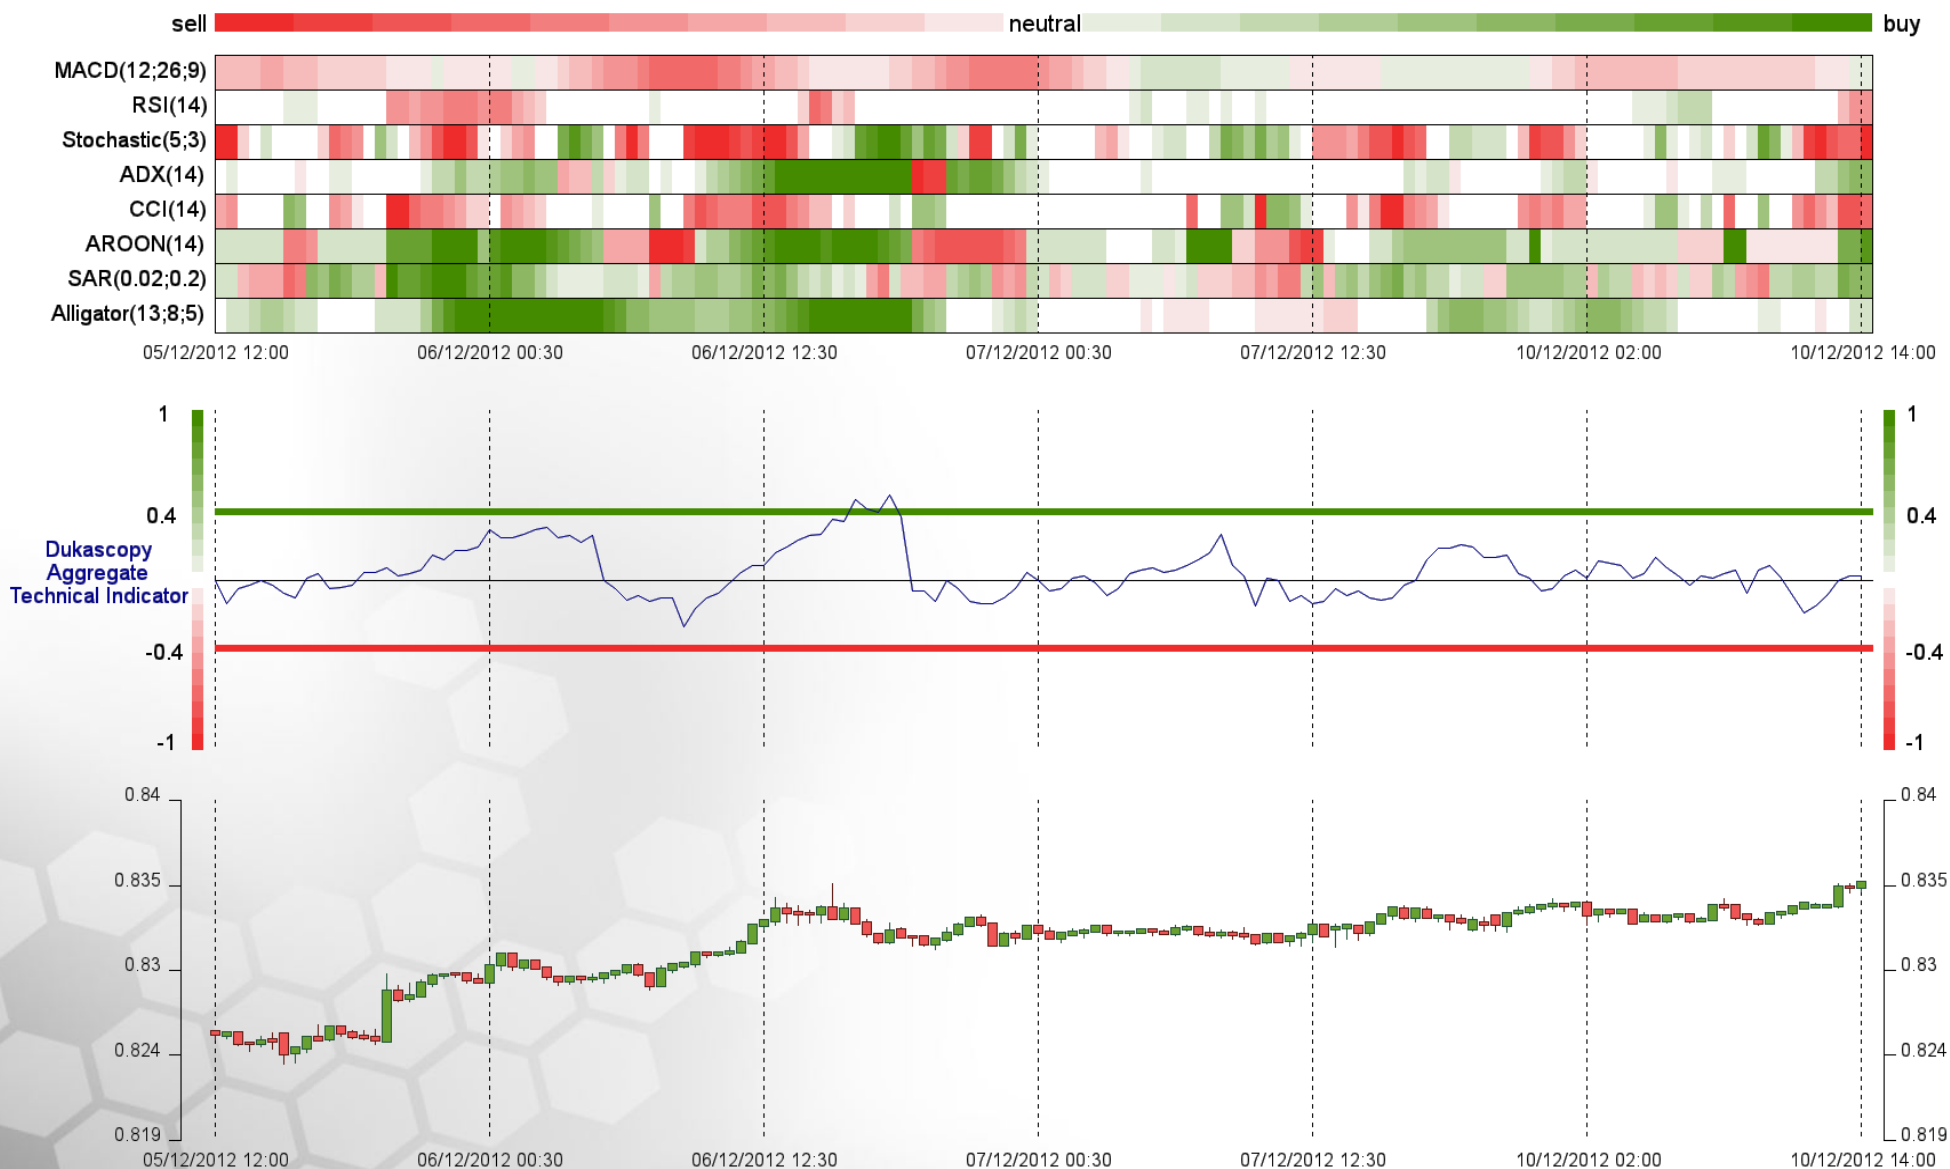 sell neutral buy
MACD(12;26;9)
RSI(14)
Stochastic(5;3)
ADX(14)
CCI(14)
AROON(14)
SAR(0.02;0.2)
Alligator(13;8;5)
05/12/2012 12:00 06/12/2012 00:30 06/12/2012 12:30 07/12/2012 00:30 07/12/2012 12:30 10/12/2012 02:00 10/12/2012 14:00
1 1
0.4 0.4
Dukascopy
Aggregate
Technical Indicator
-0.4 -0.4
-1 -1
0.84 0.84
0.835 0.835
0.83 0.83
0.824 0.824
0.819 0.819
05/12/2012 12:00 06/12/2012 00:30 06/12/2012 12:30 07/12/2012 00:30 07/12/2012 12:30 10/12/2012 02:00 10/12/2012 14:00